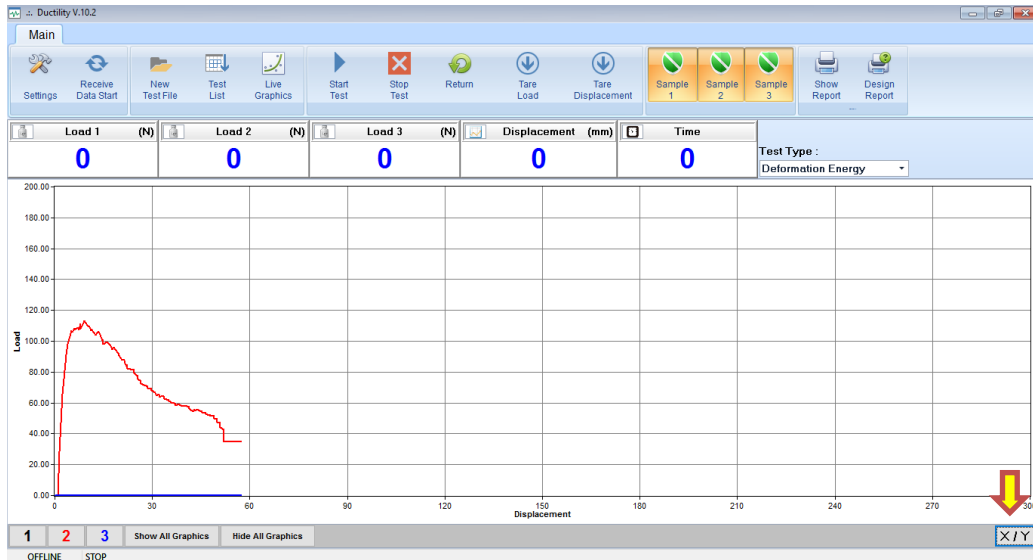 .:. Ductility V.10.2
Main
Settings
Receive
Data Start
New
Test File
Test
List
Live
Graphics
Start
Test
Stop
Test
Return
Tare
Load
Tare
Displacement
Sample
1
Sample
2
Sample
3
Show
Report
Design
Report
Load 1 (N)
Load 2 (N)
Load 3 (N)
Displacement (mm)
Time
0
0
0
0
0
Test Type :
Deformation Energy
200.00
180.00
160.00
140.00
120.00
100.00
80.00
60.00
40.00
20.00
0.00
Load
0 30 60 90 120 150 180 210 240 270 300
Displacement
1 2 3 Show All Graphics Hide All Graphics X/Y
OFFLINE STOP